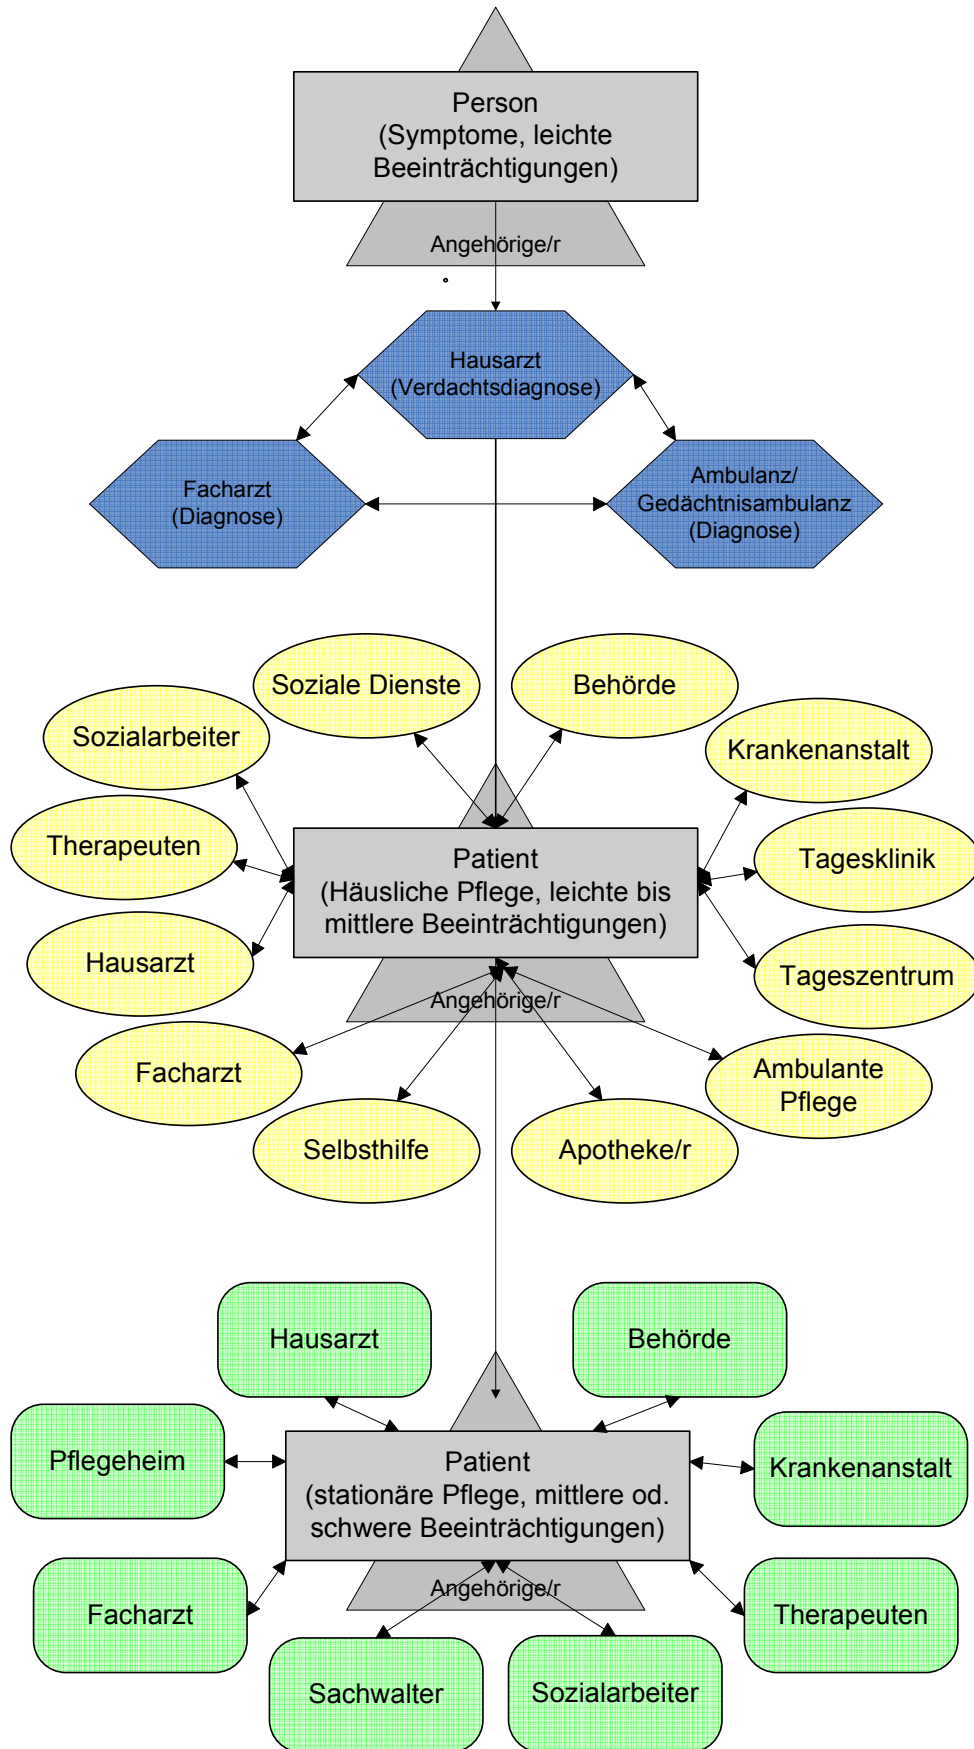 Person
(Symptome, leichte
Beeinträchtigungen)
Angehörige/r
Hausarzt
(Verdachtsdiagnose)
Facharzt
(Diagnose)
Ambulanz/
Gedächtnisambulanz
(Diagnose)
Soziale Dienste
Behörde
Sozialarbeiter
Krankenanstalt
Therapeuten
Tagesklinik
Patient
(Häusliche Pflege, leichte bis
mittlere Beeinträchtigungen)
Hausarzt
Tageszentrum
Angehörige/r
Facharzt
Ambulante
Pflege
Selbsthilfe
Apotheke/r
Hausarzt
Behörde
Pflegeheim
Krankenanstalt
Patient
(stationäre Pflege, mittlere od.
schwere Beeinträchtigungen)
Angehörige/r
Facharzt
Therapeuten
Sachwalter
Sozialarbeiter